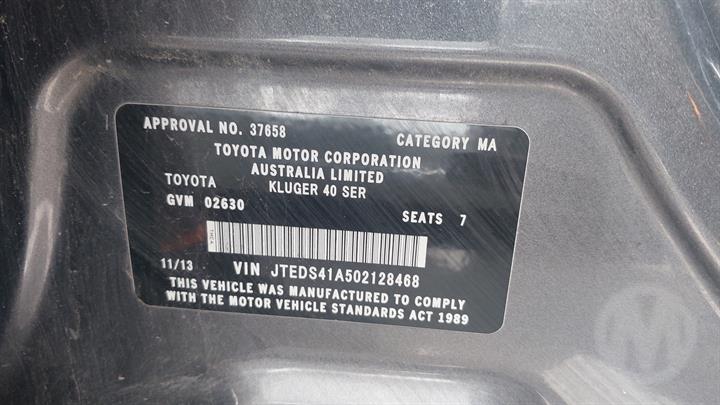 APPROVAL NO. 37658 CATEGORY MA
TOYOTA MOTOR CORPORATION
AUSTRALIA LIMITED
TOYOTA KLUGER 40 SER
GVM 02630 SEATS 7
11/13 VIN JTEDS41A502128468
THIS VEHICLE WAS MANUFACTURED TO COMPLY
WITH THE MOTOR VEHICLE STANDARDS ACT 1989
M